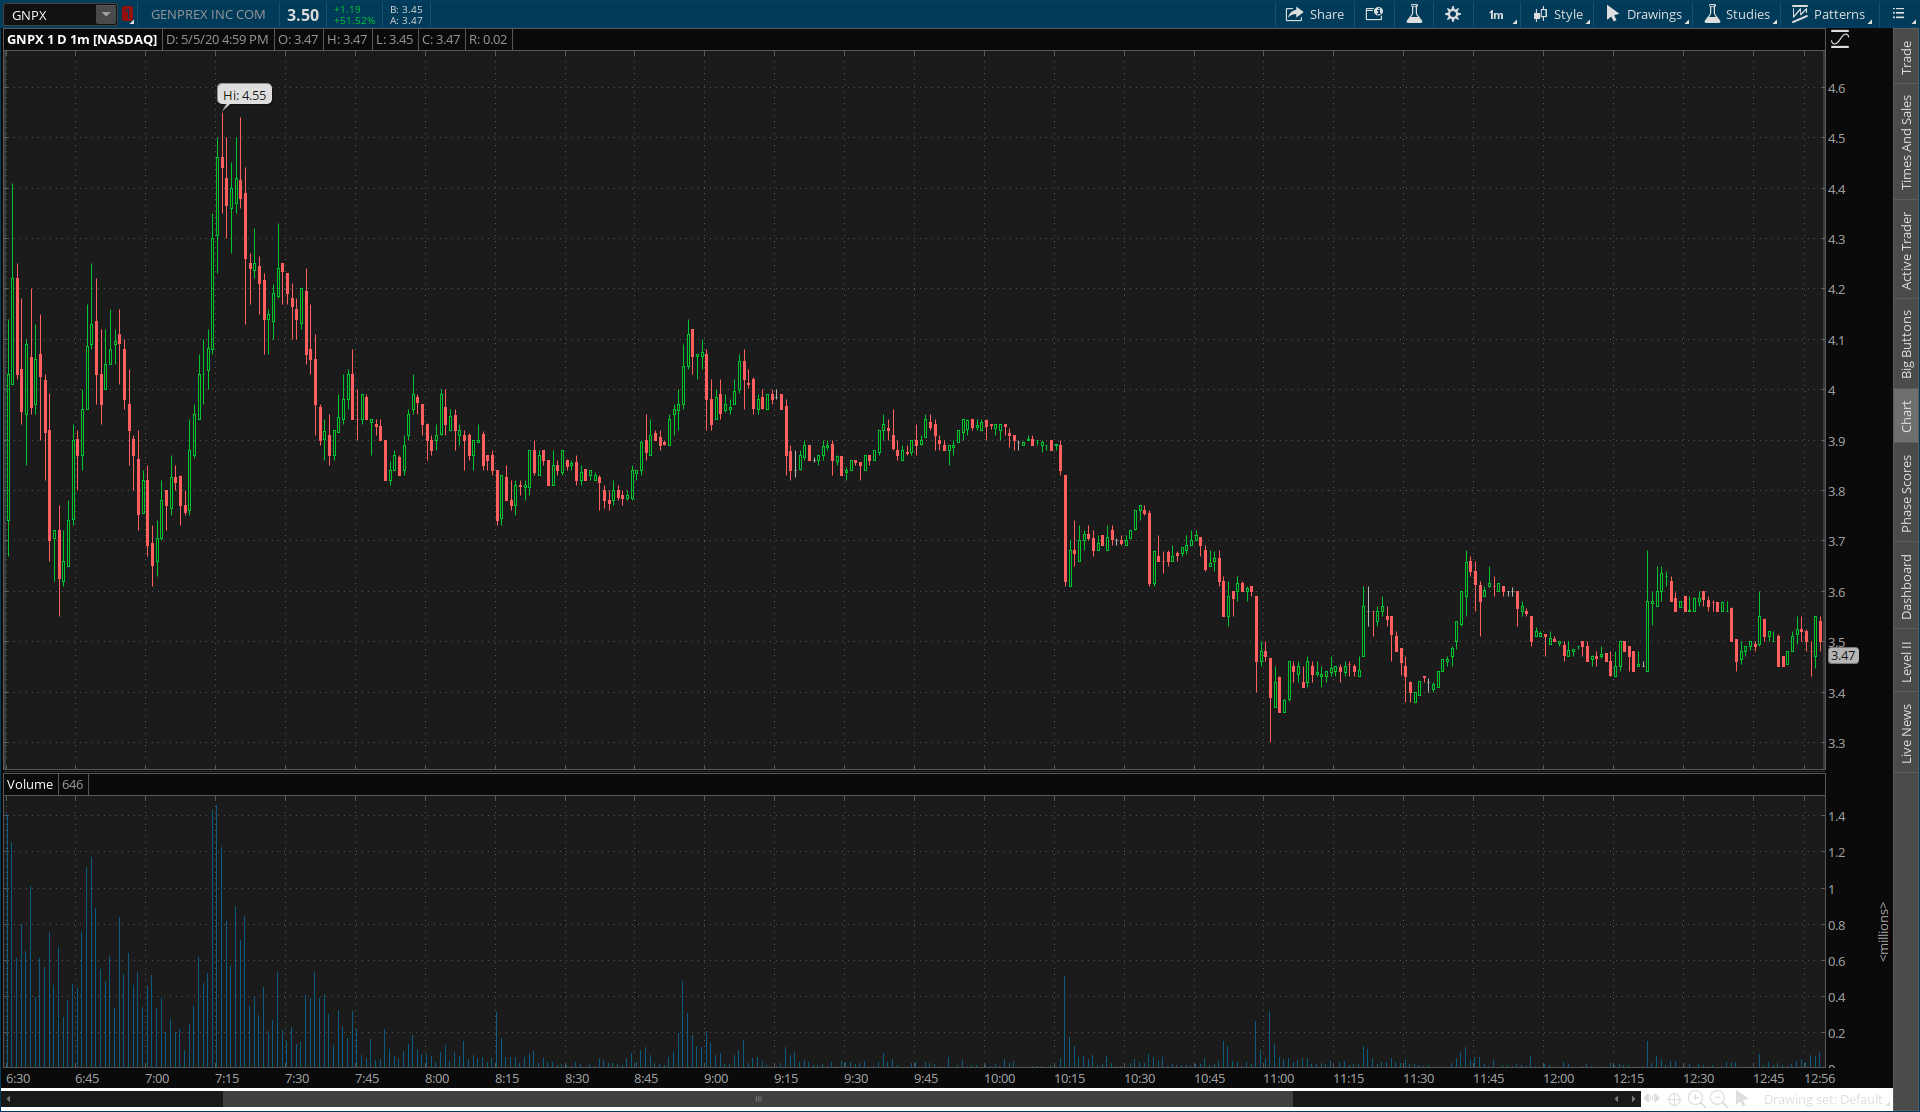 GNPX
1
GENPREX INC COM
3.50
+1.19
+51.52%
B: 3.45
A: 3.47
Share
1m
Style
Drawings
Studies
Patterns
GNPX 1 D 1m [NASDAQ]
D: 5/5/20 4:59 PM
O: 3.47
H: 3.47
L: 3.45
C: 3.47
R: 0.02
Hi: 4.55
4.6
4.5
4.4
4.3
4.2
4.1
4
3.9
3.8
3.7
3.6
3.5
3.47
3.4
3.3
Volume
646
1.4
1.2
1
0.8
0.6
0.4
0.2
0
<millions>
6:30 6:45 7:00 7:15 7:30 7:45 8:00 8:15 8:30 8:45 9:00 9:15 9:30 9:45 10:00 10:15 10:30 10:45 11:00 11:15 11:30 11:45 12:00 12:15 12:30 12:45 12:56
Drawing set: Default
Trade
Times And Sales
Active Trader
Big Buttons
Chart
Phase Scores
Dashboard
Level II
Live News